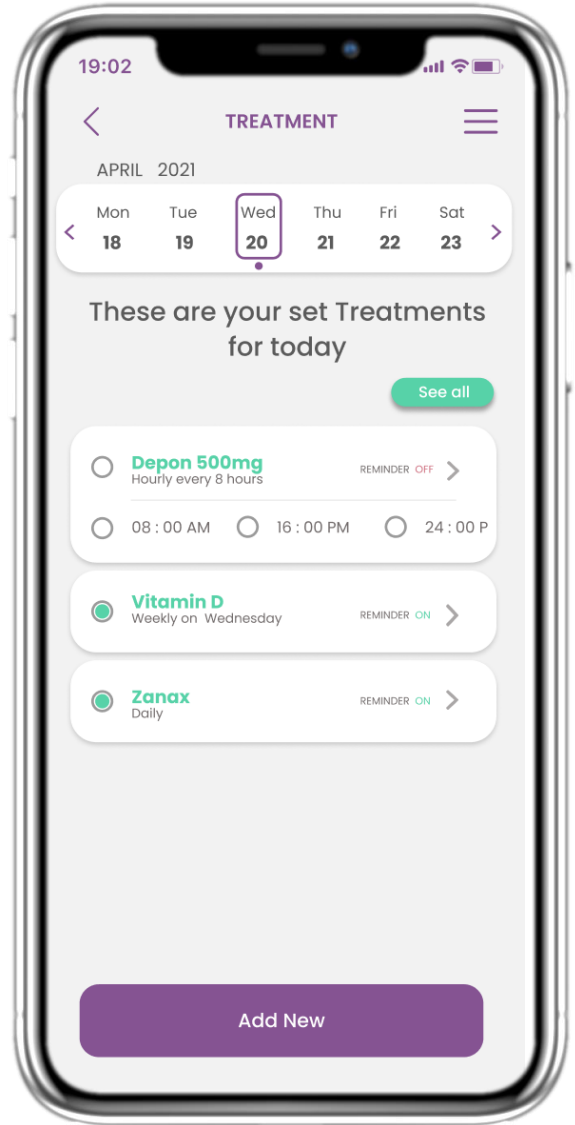 19:02
TREATMENT
APRIL 2021
Mon Tue Wed Thu Fri Sat
18 19 20 21 22 23
These are your set Treatments
for today
See all
Depon 500mg REMINDER OFF
Hourly every 8 hours
08 : 00 AM 16 : 00 PM 24 : 00 P
Vitamin D REMINDER ON
Weekly on Wednesday
Zanax REMINDER ON
Daily
Add New